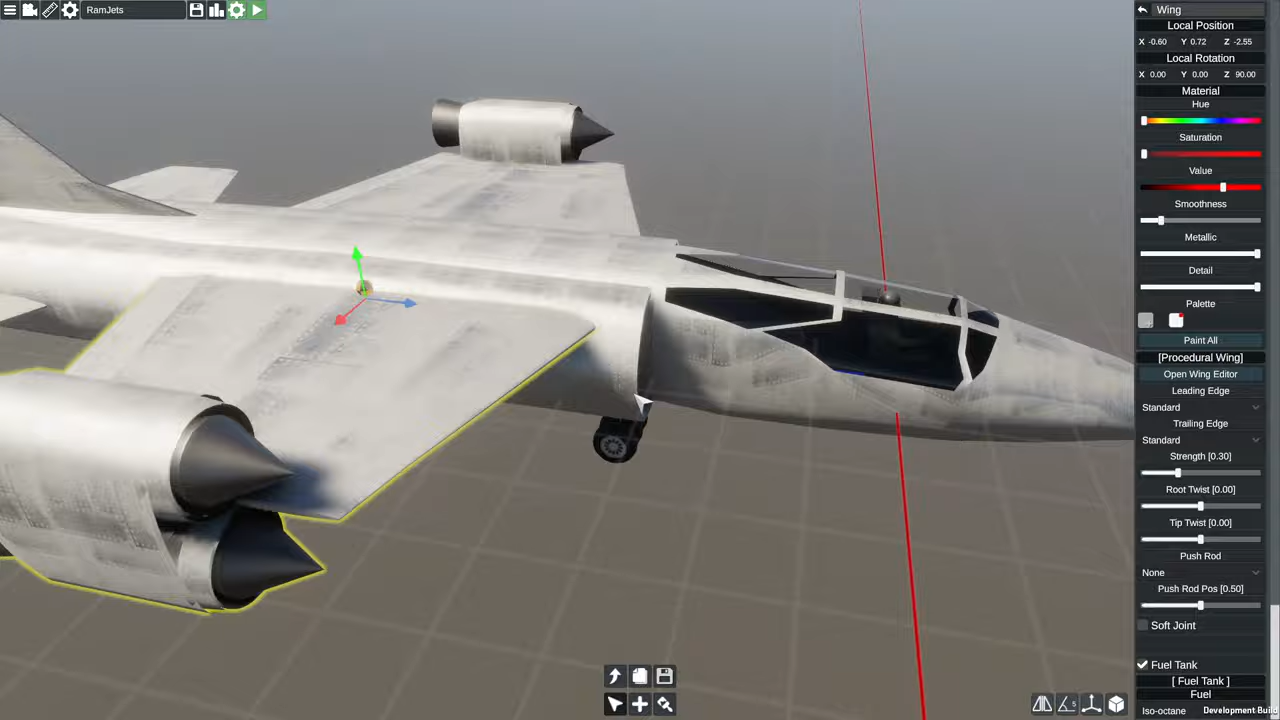 RamJets
Wing
Local Position
X -0.60 Y 0.72 Z -2.55
Local Rotation
X 0.00 Y 0.00 Z 90.00
Material
Hue
Saturation
Value
Smoothness
Metallic
Detail
Palette
Paint All
[Procedural Wing]
Open Wing Editor
Leading Edge
Standard
Trailing Edge
Standard
Strength [0.30]
Root Twist [0.00]
Tip Twist [0.00]
Push Rod
None
Push Rod Pos [0.50]
Soft Joint
Fuel Tank
[ Fuel Tank ]
Fuel
Iso-octane
Development Build
5